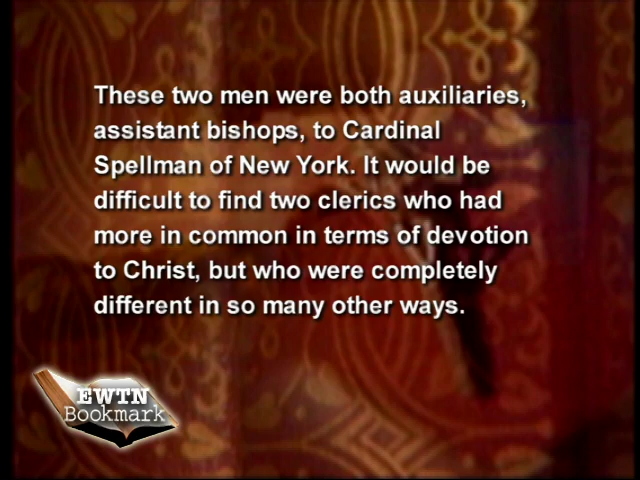 These two men were both auxiliaries,
assistant bishops, to Cardinal
Spellman of New York. It would be
difficult to find two clerics who had
more in common in terms of devotion
to Christ, but who were completely
different in so many other ways.
EWTN
Bookmark